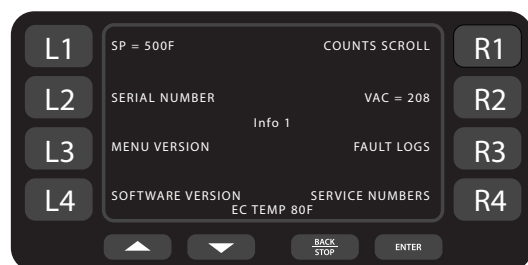 L1 SP = 500F COUNTS SCROLL R1
L2 SERIAL NUMBER VAC = 208 R2
Info 1
L3 MENU VERSION FAULT LOGS R3
L4 SOFTWARE VERSION SERVICE NUMBERS R4
EC TEMP 80F
BACK
STOP
ENTER